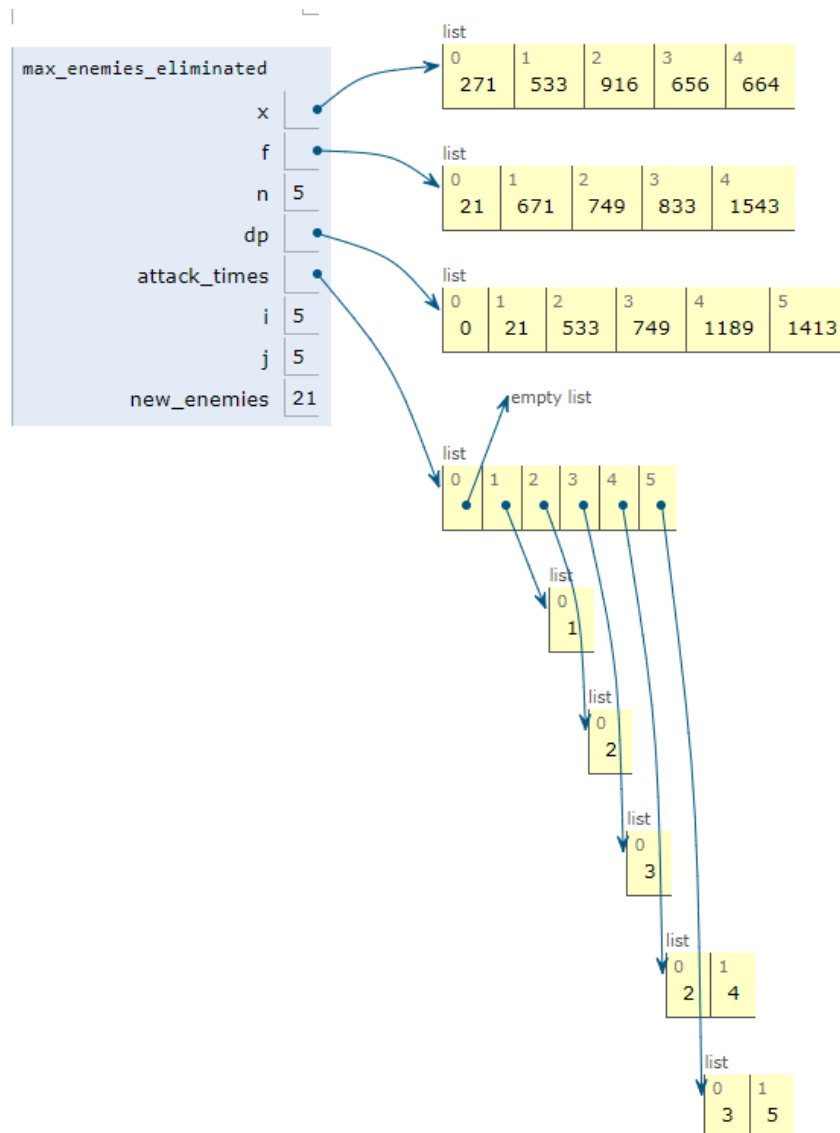 max_enemies_eliminated
x
f
n 5
dp
attack_times
i 5
j 5
new_enemies 21
list
0 1 2 3 4
271 533 916 656 664
list
0 1 2 3 4
21 671 749 833 1543
list
0 1 2 3 4 5
0 21 533 749 1189 1413
empty list
list
0 1 2 3 4 5
list
0
1
list
0
2
list
0
3
list
0 1
2 4
list
0 1
3 5